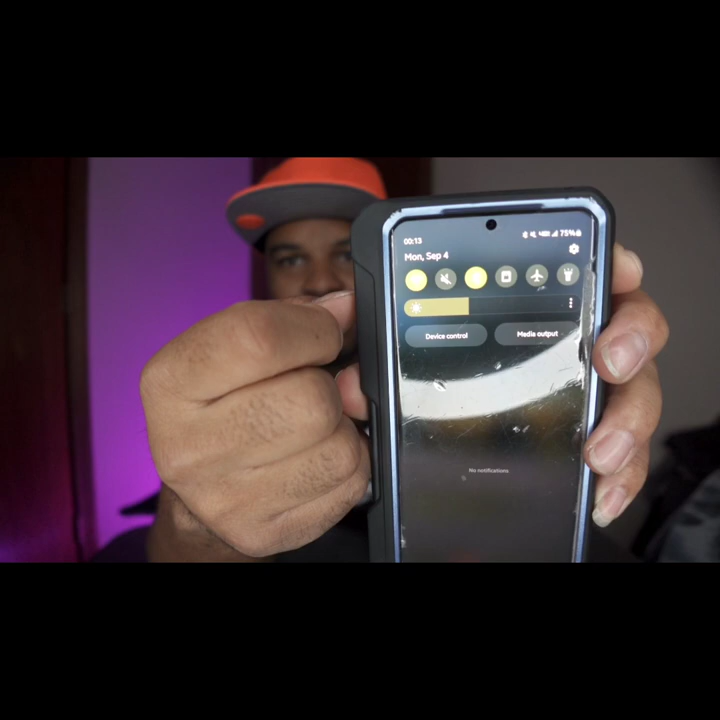 00:13
75%
Mon, Sep 4
Device control
Media output
No notifications